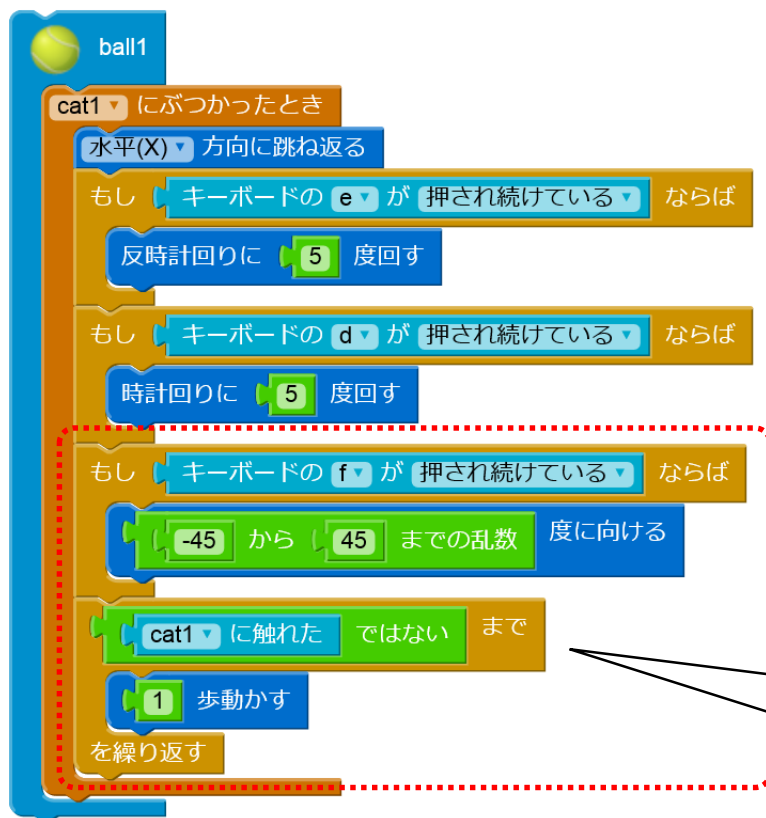 ball1
cat1 にぶつかったとき
水平(X) 方向に跳ね返る
もし キーボードの e が 押され続けている ならば
反時計回りに 5 度回す
もし キーボードの d が 押され続けている ならば
時計回りに 5 度回す
もし キーボードの f が 押され続けている ならば
-45 から 45 までの乱数 度に向ける
cat1 に触れた ではない まで
1 歩動かす
を繰り返す